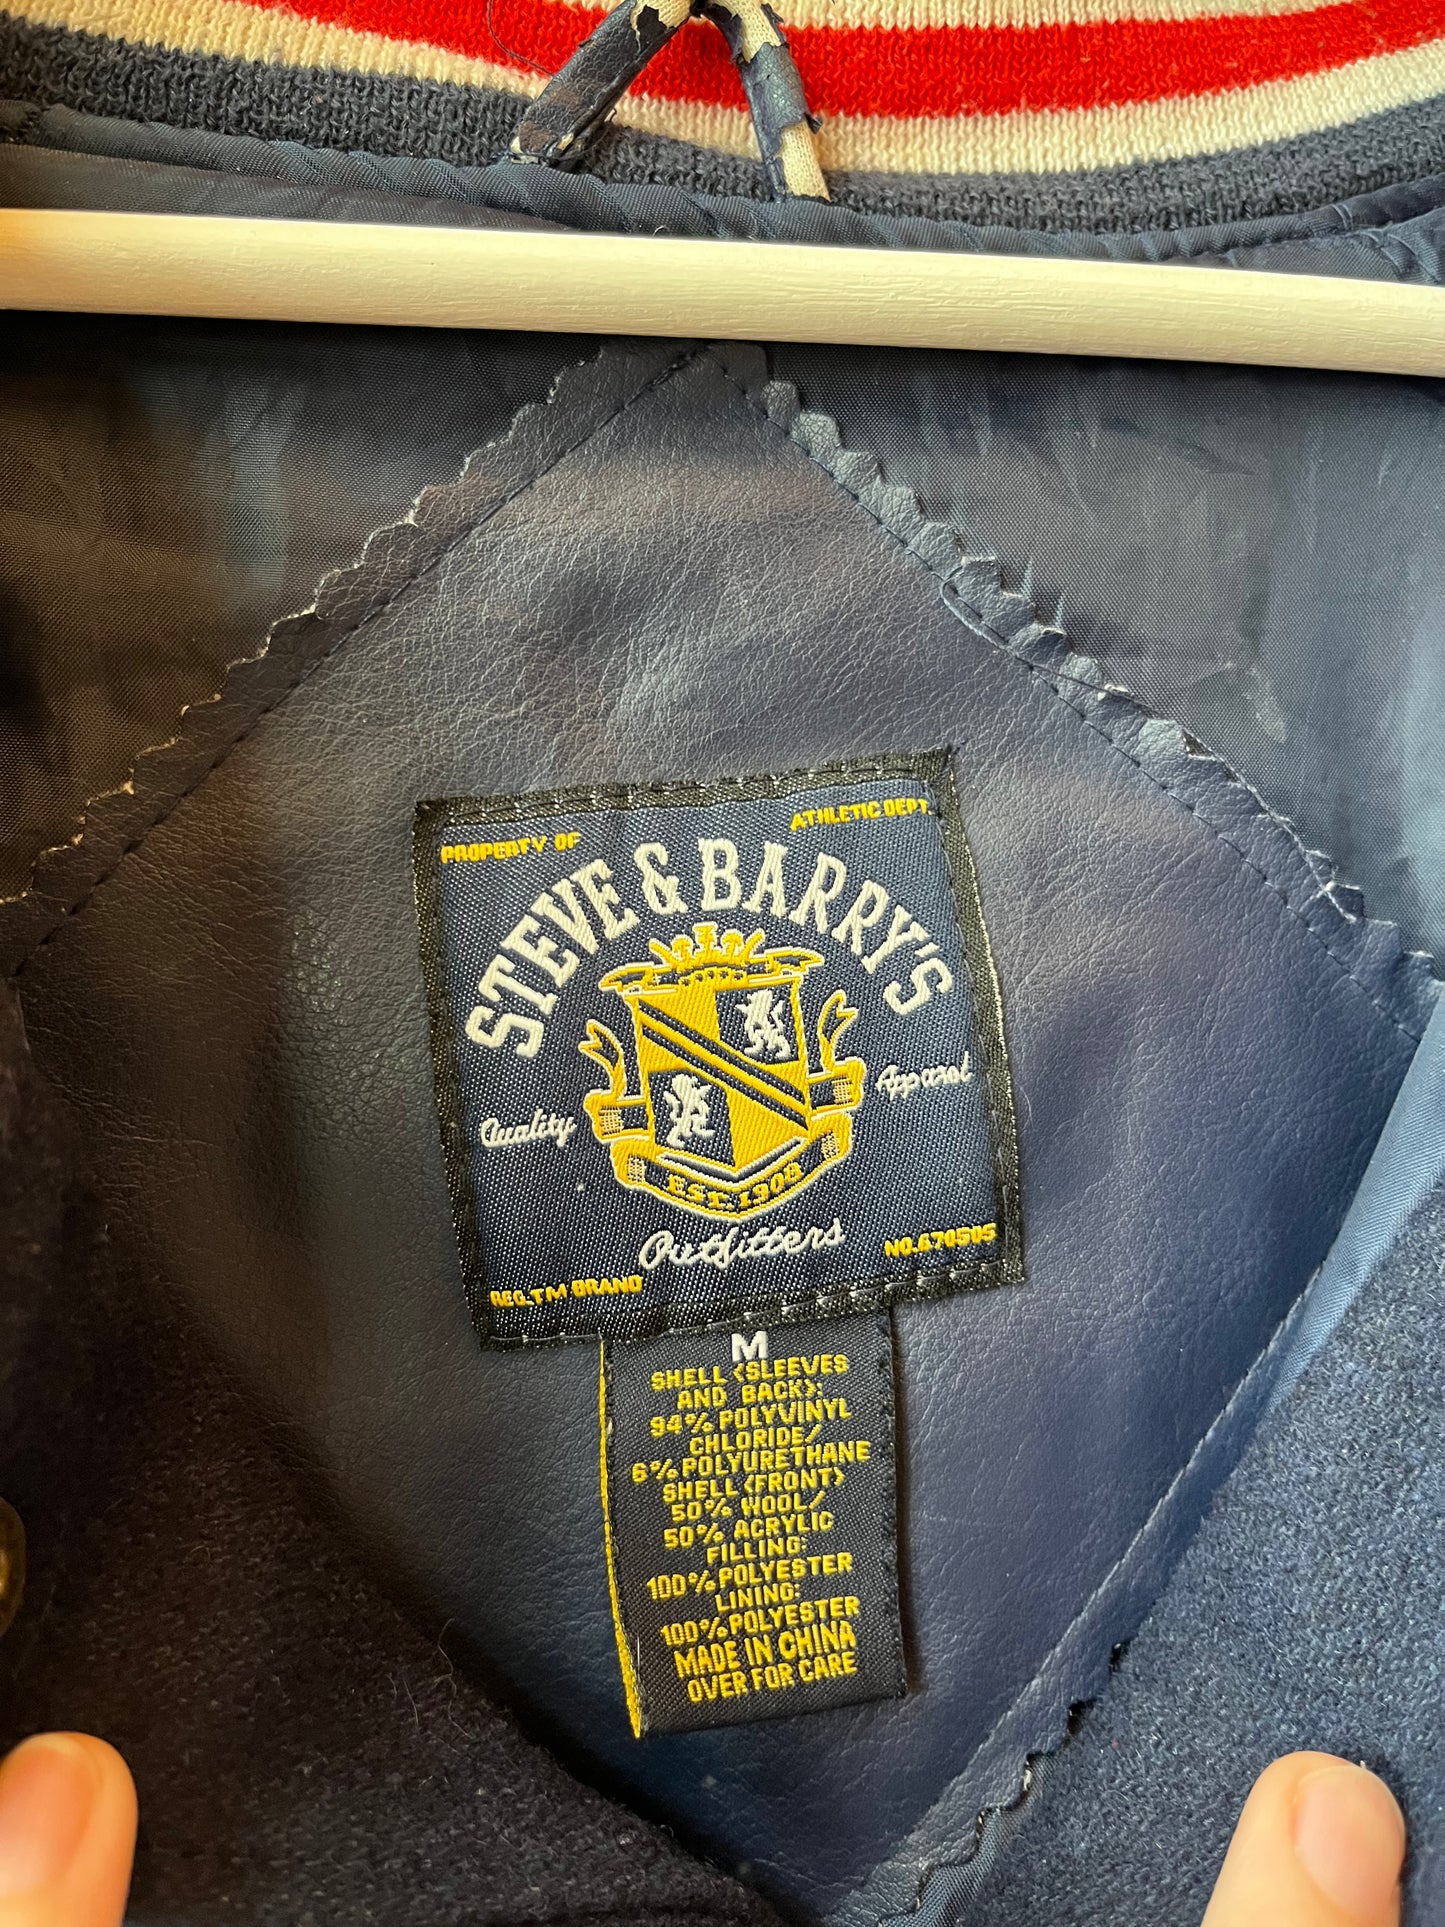 PROPERTY OF
ATHLETIC DEPT.
STEVE & BARRY'S
Quality
Apparel
EST. 1908
Outfitters
REG.TM BRAND
NO.670505
M
SHELL (SLEEVES
AND BACK):
94% POLYVINYL
CHLORIDE/
6% POLYURETHANE
SHELL (FRONT)
50% WOOL/
50% ACRYLIC
FILLING:
100% POLYESTER
LINING:
100% POLYESTER
MADE IN CHINA
OVER FOR CARE